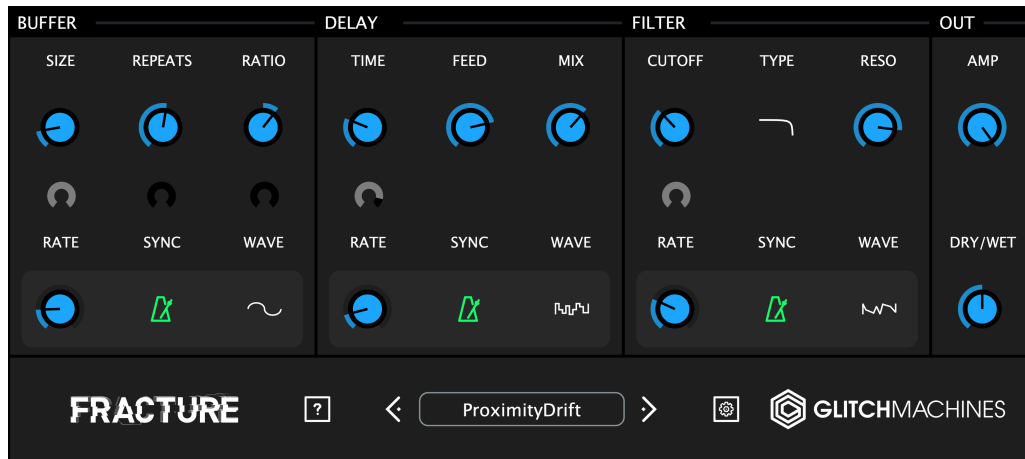 BUFFER DELAY FILTER OUT
SIZE REPEATS RATIO TIME FEED MIX CUTOFF TYPE RESO AMP
RATE SYNC WAVE RATE SYNC WAVE RATE SYNC WAVE DRY/WET
FRACTURE ? ProximityDrift GLITCHMACHINES